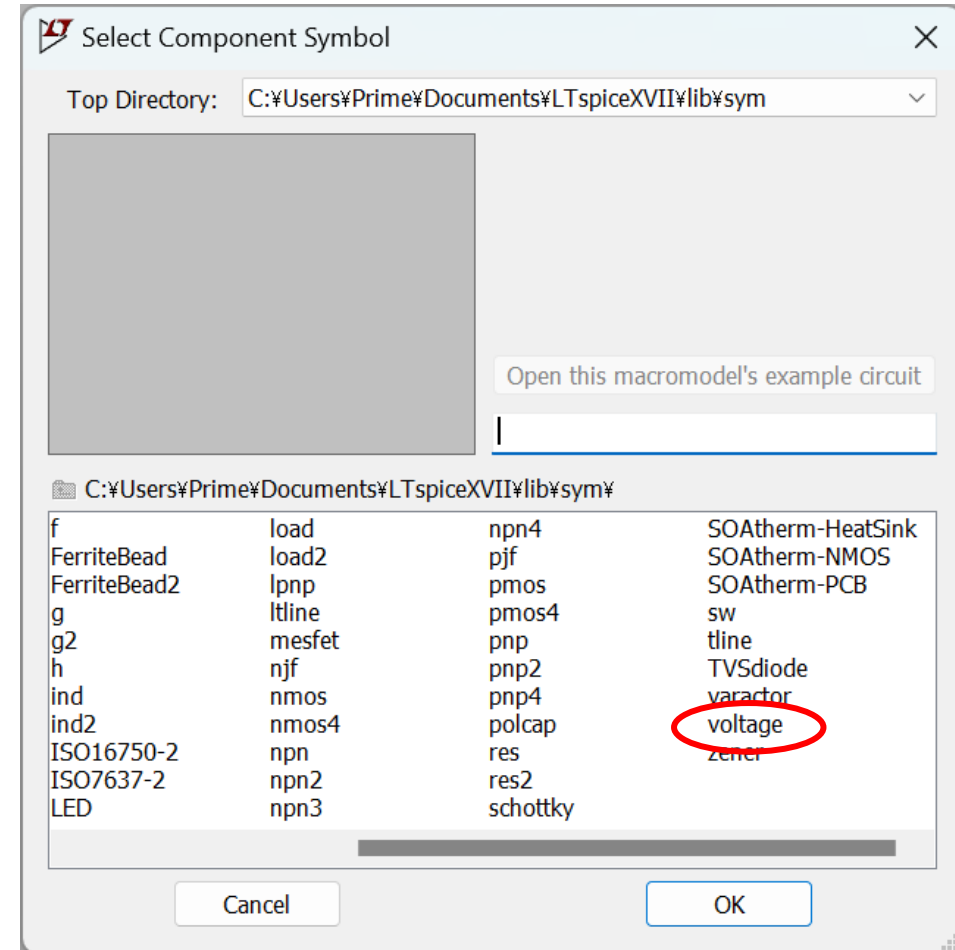 Select Component Symbol
Top Directory: C:¥Users¥Prime¥Documents¥LTspiceXVII¥lib¥sym
Open this macromodel's example circuit
C:¥Users¥Prime¥Documents¥LTspiceXVII¥lib¥sym¥
f load npn4 SOAtherm-HeatSink
FerriteBead load2 pjf SOAtherm-NMOS
FerriteBead2 lpnp pmos SOAtherm-PCB
g ltline pmos4 sw
g2 mesfet pnp tline
h njf pnp2 TVSdiode
ind nmos pnp4 varactor
ind2 nmos4 polcap voltage
ISO16750-2 npn res zener
ISO7637-2 npn2 res2
LED npn3 schottky
Cancel OK